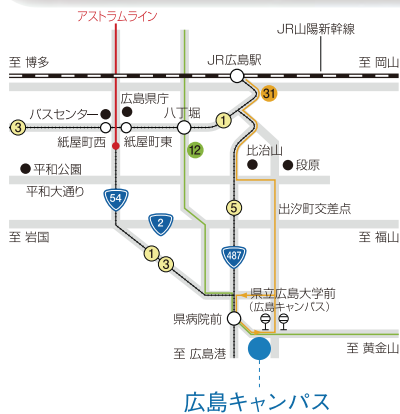 アストラムライン
JR山陽新幹線
至 博多
JR広島駅
至 岡山
31
広島県庁
バスセンター
八丁堀
3
1
紙屋町西
紙屋町東
12
比治山
段原
平和公園
平和大通り
54
2
5
出汐町交差点
至 岩国
至 福山
1
3
487
県立広島大学前
(広島キャンパス)
県病院前
至 広島港
至 黄金山
広島キャンパス